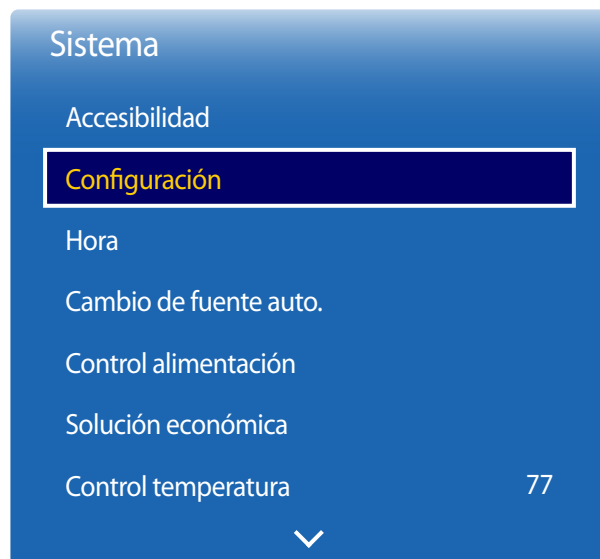 Sistema
Accesibilidad
Configuración
Hora
Cambio de fuente auto.
Control alimentación
Solución económica
Control temperatura 77